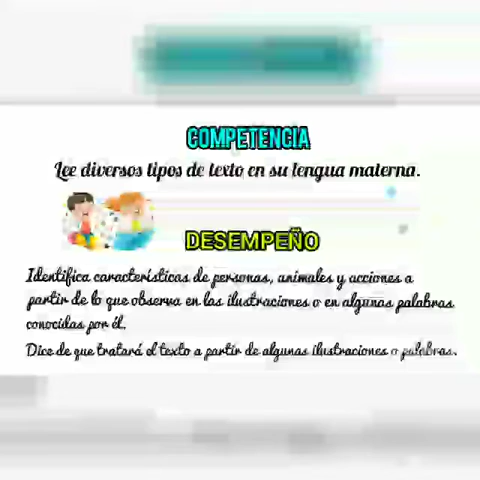 COMPETENCIA
Lee diversos tipos de texto en su lengua materna.
DESEMPEÑO
Identifica características de personas, animales y acciones a
partir de lo que observa en las ilustraciones o en algunas palabras
conocidas por él.
Dice de que tratará el texto a partir de algunas ilustraciones o palabras.